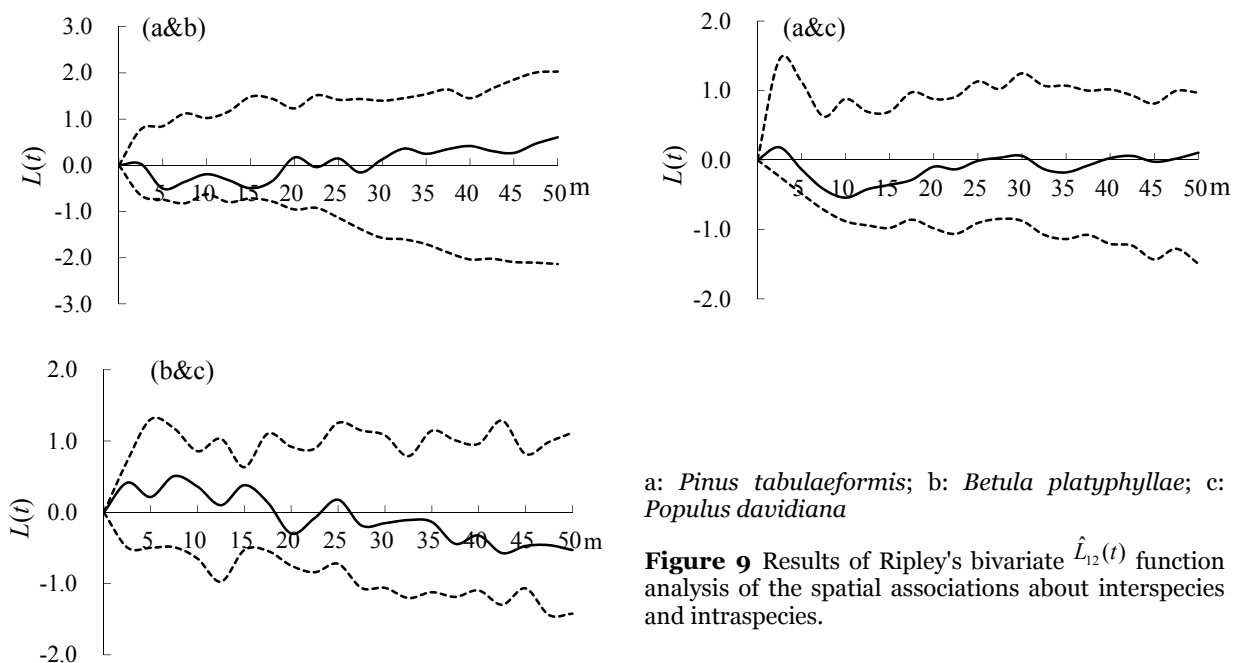 (a&b)
3.0
2.0
1.0
0.0
-1.0
-2.0
-3.0
L(t)
5 10 15 20 25 30 35 40 45 50 m
(a&c)
2.0
1.0
0.0
-1.0
-2.0
L(t)
5 10 15 20 25 30 35 40 45 50 m
(b&c)
2.0
1.0
0.0
-1.0
-2.0
L(t)
5 10 15 20 25 30 35 40 45 50 m
a: Pinus tabulaeformis; b: Betula platyphyllae; c:
Populus davidiana
Figure 9 Results of Ripley's bivariate L̂₁₂(t) function
analysis of the spatial associations about interspecies
and intraspecies.